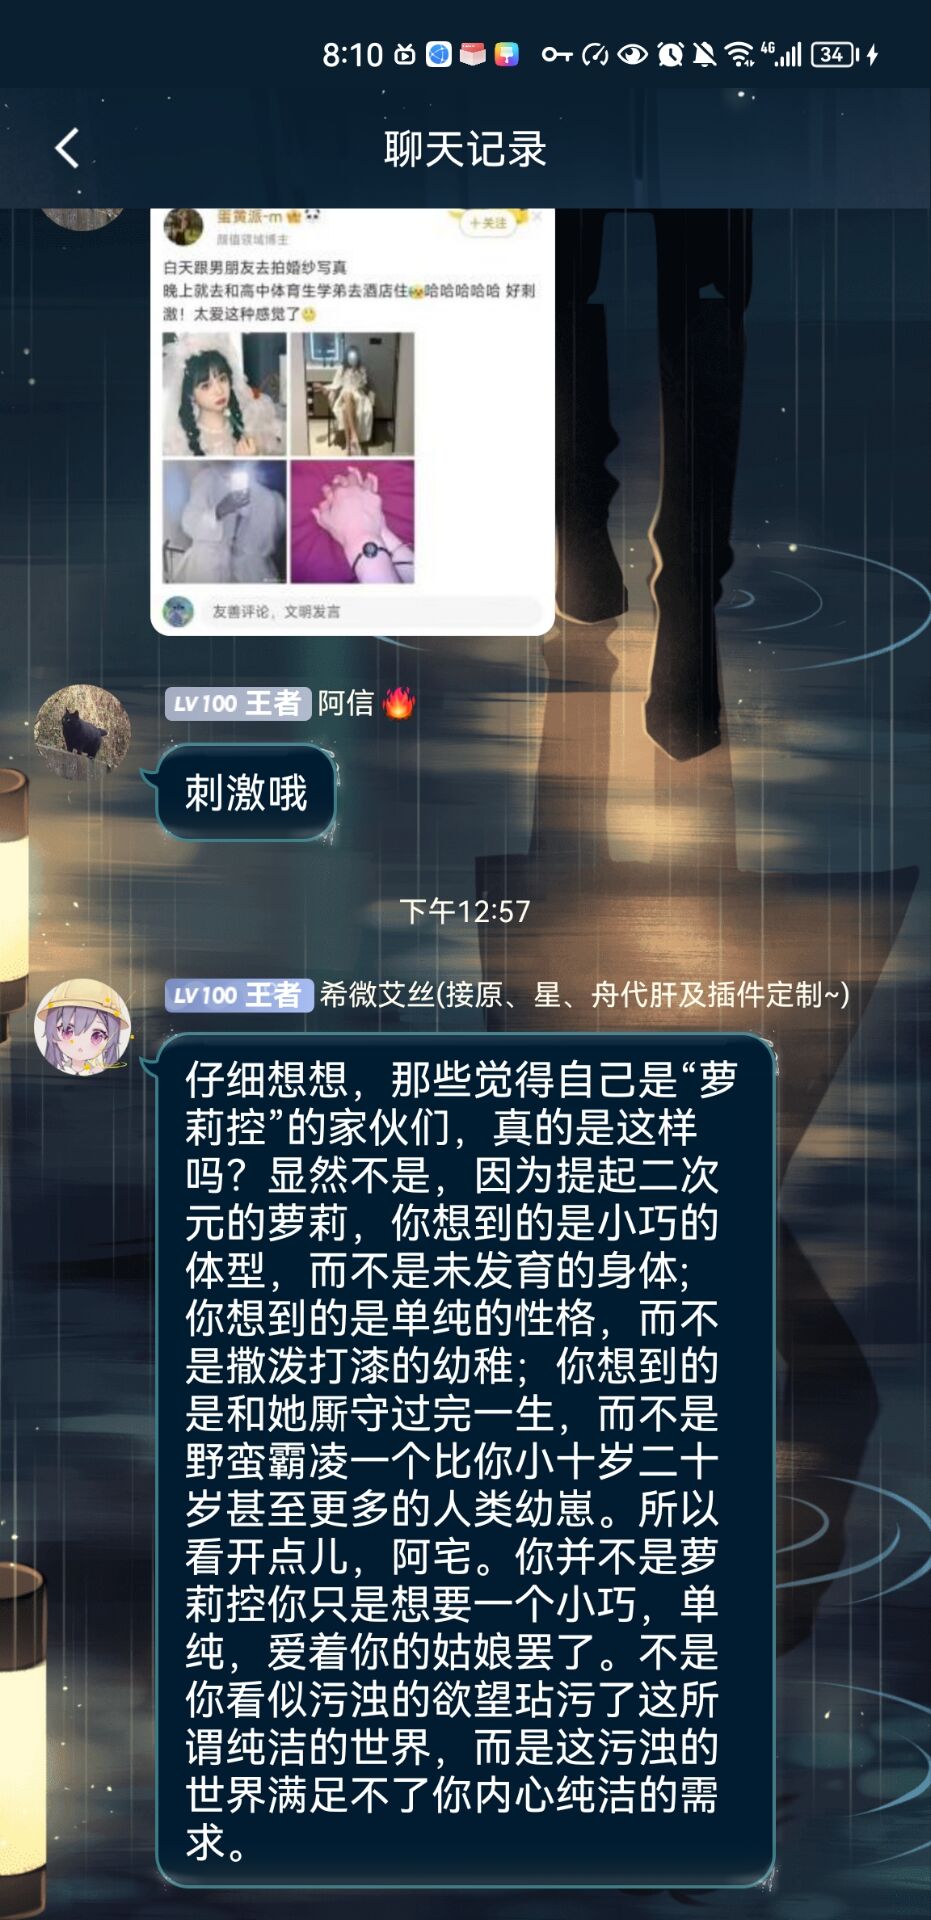 8:10
4G
34
聊天记录
蛋黄派-m
颜值领域博主
+关注
白天跟男朋友去拍婚纱写真
晚上就去和高中体育生学弟去酒店住哈哈哈哈哈 好刺
激！太爱这种感觉了
友善评论，文明发言
LV100 王者 阿信
刺激哦
下午12:57
LV100 王者 希微艾丝(接原、星、舟代肝及插件定制~)
仔细想想，那些觉得自己是“萝
莉控”的家伙们，真的是这样
吗？显然不是，因为提起二次
元的萝莉，你想到的是小巧的
体型，而不是未发育的身体；
你想到的是单纯的性格，而不
是撒泼打漆的幼稚；你想到的
是和她厮守过完一生，而不是
野蛮霸凌一个比你小十岁二十
岁甚至更多的人类幼崽。所以
看开点儿，阿宅。你并不是萝
莉控你只是想要一个小巧，单
纯，爱着你的姑娘罢了。不是
你看似污浊的欲望玷污了这所
谓纯洁的世界，而是这污浊的
世界满足不了你内心纯洁的需
求。